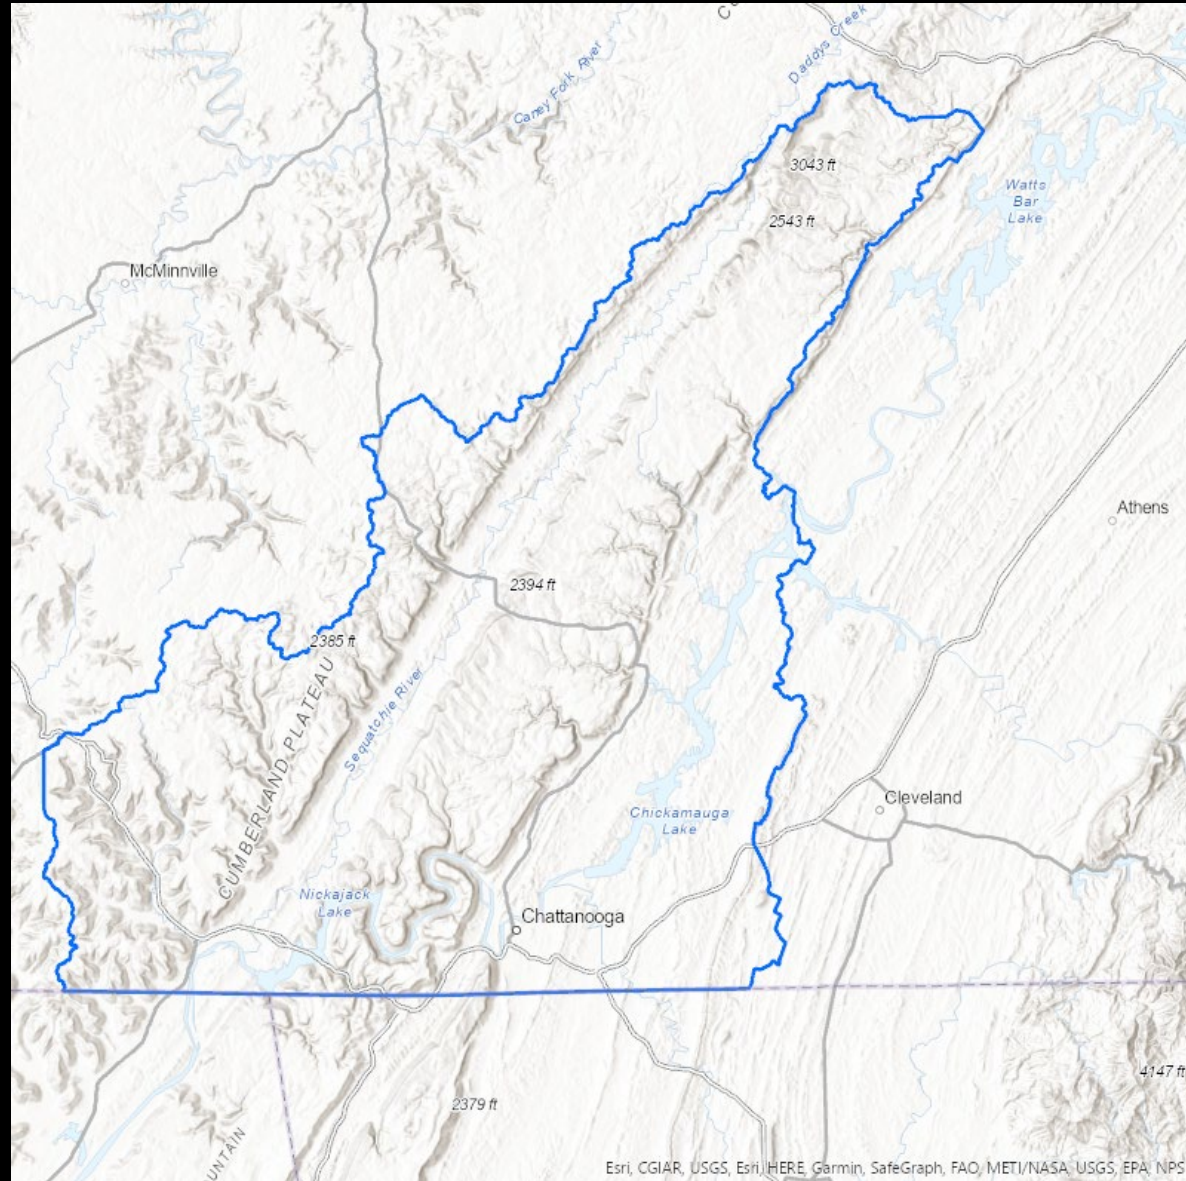 Caney Fork River
Daddys Creek
3043 ft
Watts
Bar
Lake
2543 ft
McMinnville
Athens
2394 ft
2385 ft
CUMBERLAND PLATEAU
Sequatchie River
Cleveland
Chickamauga
Lake
Nickajack
Lake
Chattanooga
4147 ft
2379 ft
UNTAIN
Esri, CGIAR, USGS, Esri, HERE, Garmin, SafeGraph, FAO, METI/NASA, USGS, EPA, NPS